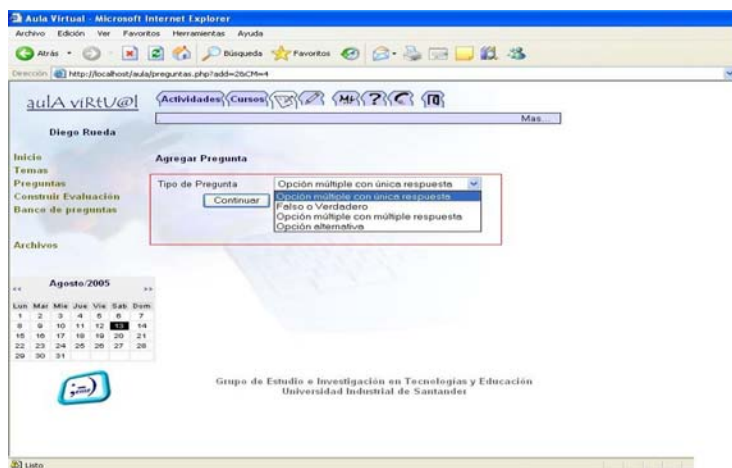 Aula Virtual - Microsoft Internet Explorer
Archivo Edición Ver Favoritos Herramientas Ayuda
Atrás Búsqueda Favoritos
Dirección http://localhost/aula/preguntas.php?add=2&CM=4
aulA viRtU@l
Actividades Cursos
Mas...
Diego Rueda
Inicio
Temas
Preguntas
Construir Evaluación
Banco de preguntas
Archivos
Agregar Pregunta
Tipo de Pregunta Opción múltiple con única respuesta
Continuar
Opción múltiple con única respuesta
Falso o Verdadero
Opción múltiple con múltiple respuesta
Opción alternativa
<< Agosto/2005 >>
Lun Mar Mie Jue Vie Sab Dom
1 2 3 4 5 6 7
8 9 10 11 12 13 14
15 16 17 18 19 20 21
22 23 24 25 26 27 28
29 30 31
Grupo de Estudio e Investigación en Tecnologías y Educación
Universidad Industrial de Santander
Listo